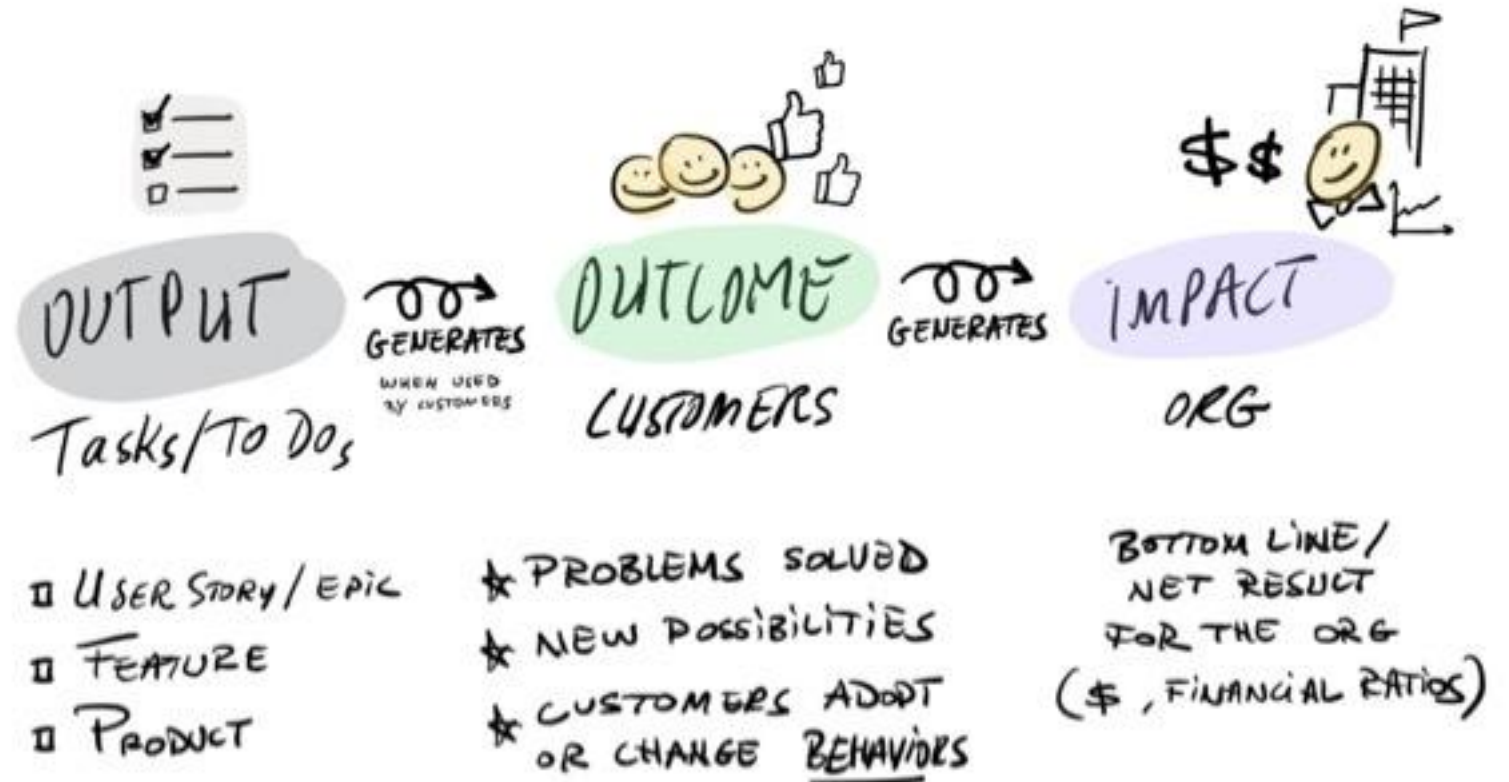 $$
OUTPUT
GENERATES
WHEN USED
BY CUSTOMERS
OUTCOME
GENERATES
IMPACT
Tasks/To Dos
CUSTOMERS
ORG
USER STORY / EPIC
FEATURE
PRODUCT
PROBLEMS SOLVED
NEW POSSIBILITIES
CUSTOMERS ADOPT
OR CHANGE BEHAVIORS
BOTTOM LINE /
NET RESULT
FOR THE ORG
($, FINANCIAL RATIOS)